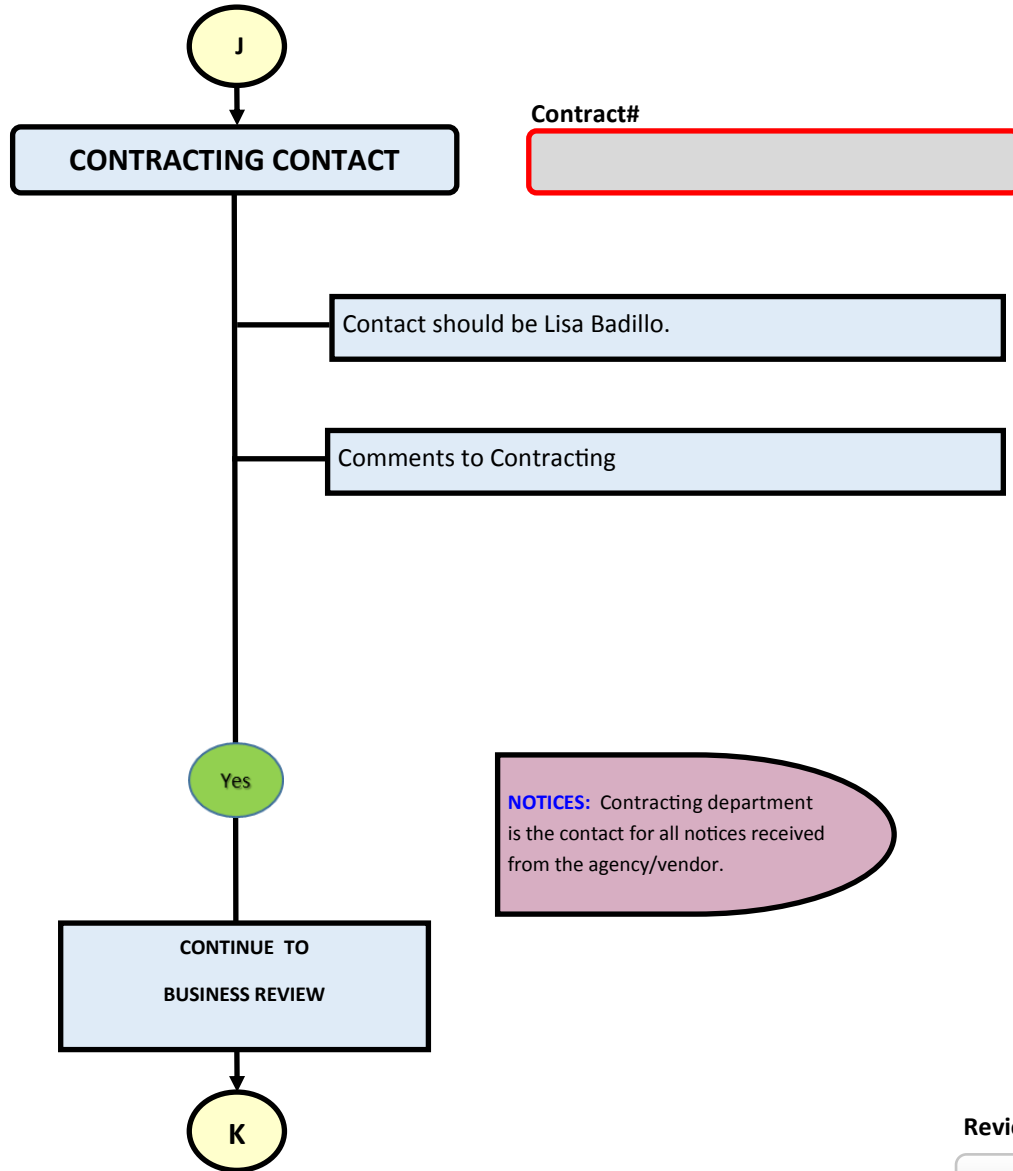 J
Contract#
CONTRACTING CONTACT
Contact should be Lisa Badillo.
Comments to Contracting
Yes
NOTICES: Contracting department
is the contact for all notices received
from the agency/vendor.
CONTINUE TO
BUSINESS REVIEW
K